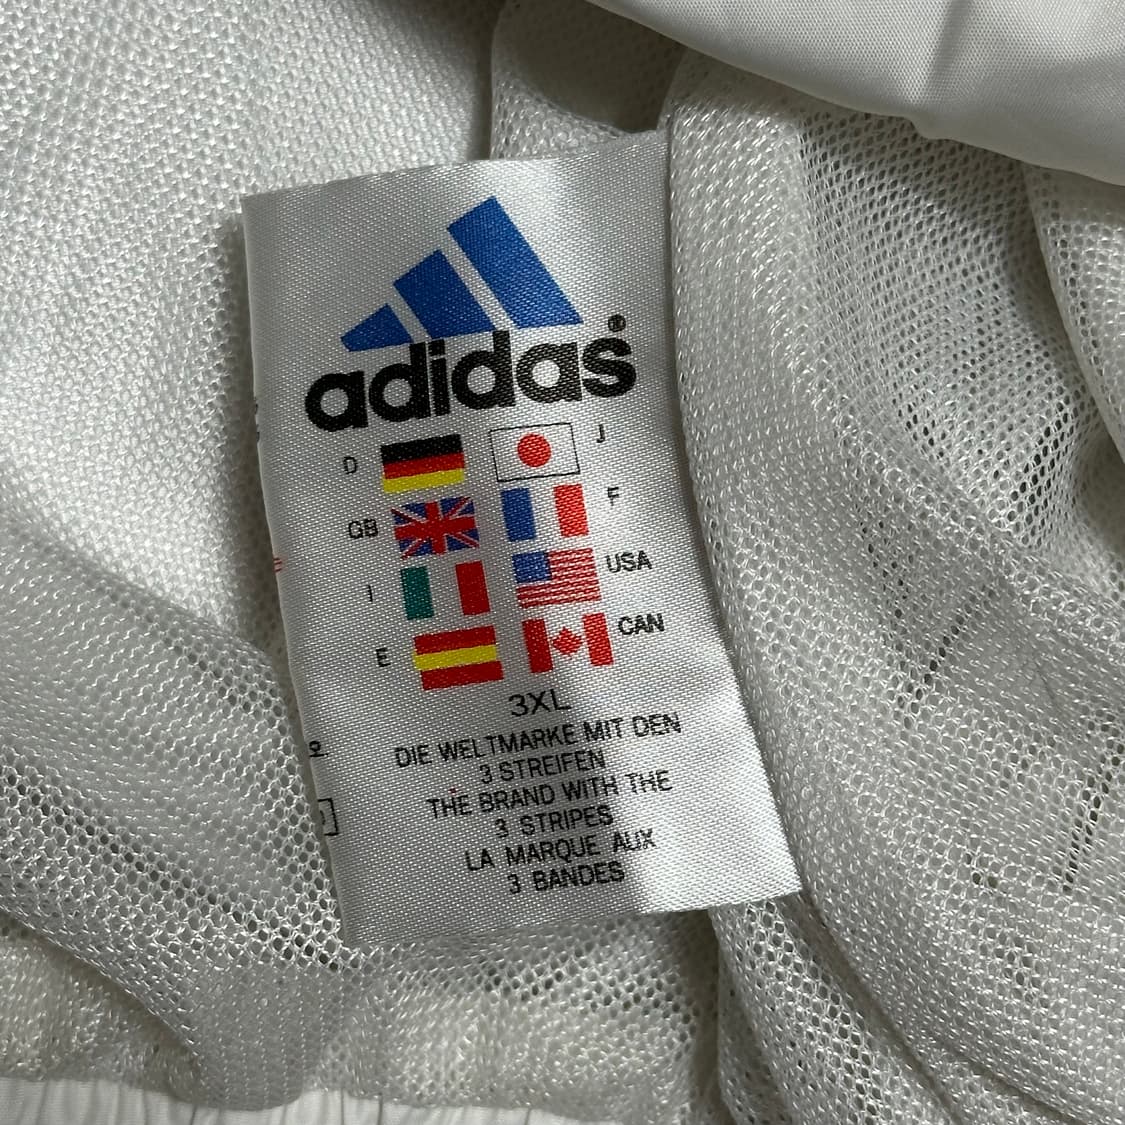 adidas®
D J
GB F
I USA
E CAN
3XL
DIE WELTMARKE MIT DEN
3 STREIFEN
THE BRAND WITH THE
3 STRIPES
LA MARQUE AUX
3 BANDES